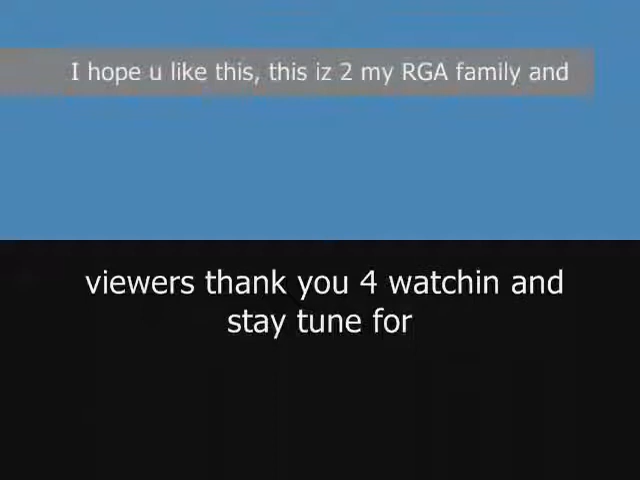 I hope u like this, this iz 2 my RGA family and
viewers thank you 4 watchin and
stay tune for